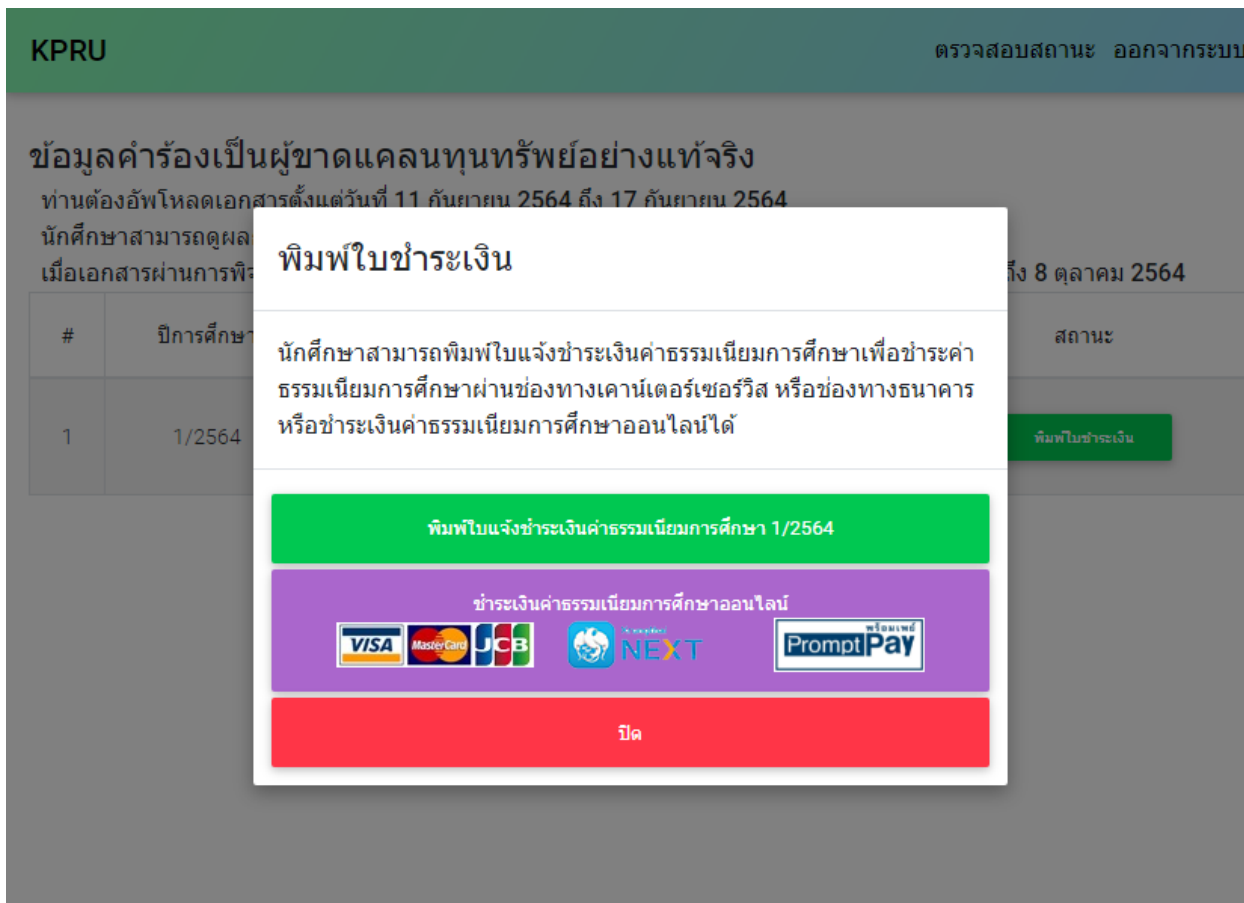 KPRU
ตรวจสอบสถานะ ออกจากระบบ
ข้อมูลคำร้องเป็นผู้ขาดแคลนทุนทรัพย์อย่างแท้จริง
ท่านต้องอัพโหลดเอกสารตั้งแต่วันที่ 11 กันยายน 2564 ถึง 17 กันยายน 2564
นักศึกษาสามารถดูผล
เมื่อเอกสารผ่านการพิจ ถึง 8 ตุลาคม 2564
# ปีการศึกษา สถานะ
1 1/2564 พิมพ์ใบชำระเงิน
พิมพ์ใบชำระเงิน
นักศึกษาสามารถพิมพ์ใบแจ้งชำระเงินค่าธรรมเนียมการศึกษาเพื่อชำระค่า
ธรรมเนียมการศึกษาผ่านช่องทางเคาน์เตอร์เซอร์วิส หรือช่องทางธนาคาร
หรือชำระเงินค่าธรรมเนียมการศึกษาออนไลน์ได้
พิมพ์ใบแจ้งชำระเงินค่าธรรมเนียมการศึกษา 1/2564
ชำระเงินค่าธรรมเนียมการศึกษาออนไลน์
VISA MasterCard JCB NEXT พร้อมเพย์ Prompt Pay
ปิด